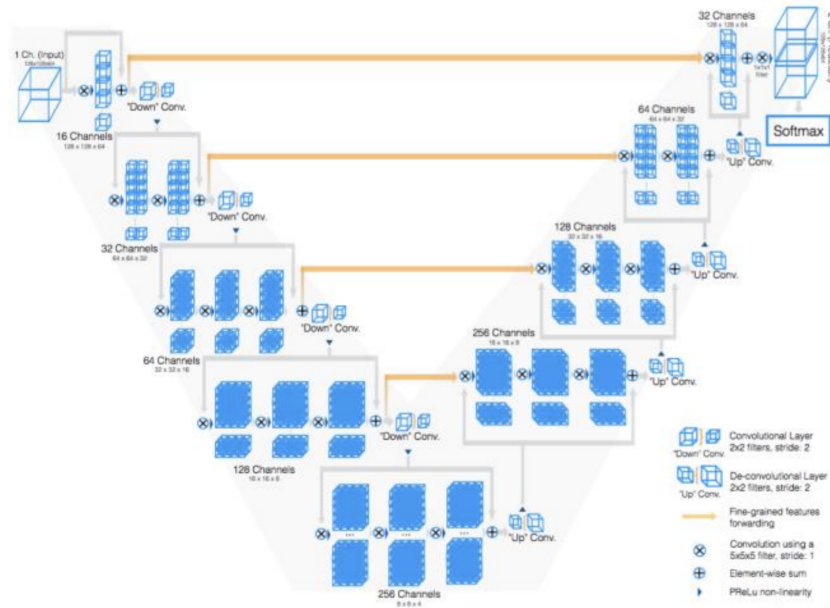 1 Ch. (Input)
128x128x64
"Down" Conv.
16 Channels
128 x 128 x 64
"Down" Conv.
32 Channels
64 x 64 x 32
"Down" Conv.
64 Channels
32 x 32 x 16
"Down" Conv.
128 Channels
16 x 16 x 8
256 Channels
8 x 8 x 4
"Up" Conv.
256 Channels
16 x 16 x 8
"Up" Conv.
128 Channels
32 x 32 x 16
"Up" Conv.
64 Channels
64 x 64 x 32
"Up" Conv.
32 Channels
128 x 128 x 64
1x1x1
filter
Softmax
"Down" Conv.
Convolutional Layer
2x2 filters, stride: 2
"Up" Conv.
De-convolutional Layer
2x2 filters, stride: 2
Fine-grained features
forwarding
Convolution using a
5x5x5 filter, stride: 1
Element-wise sum
PReLu non-linearity